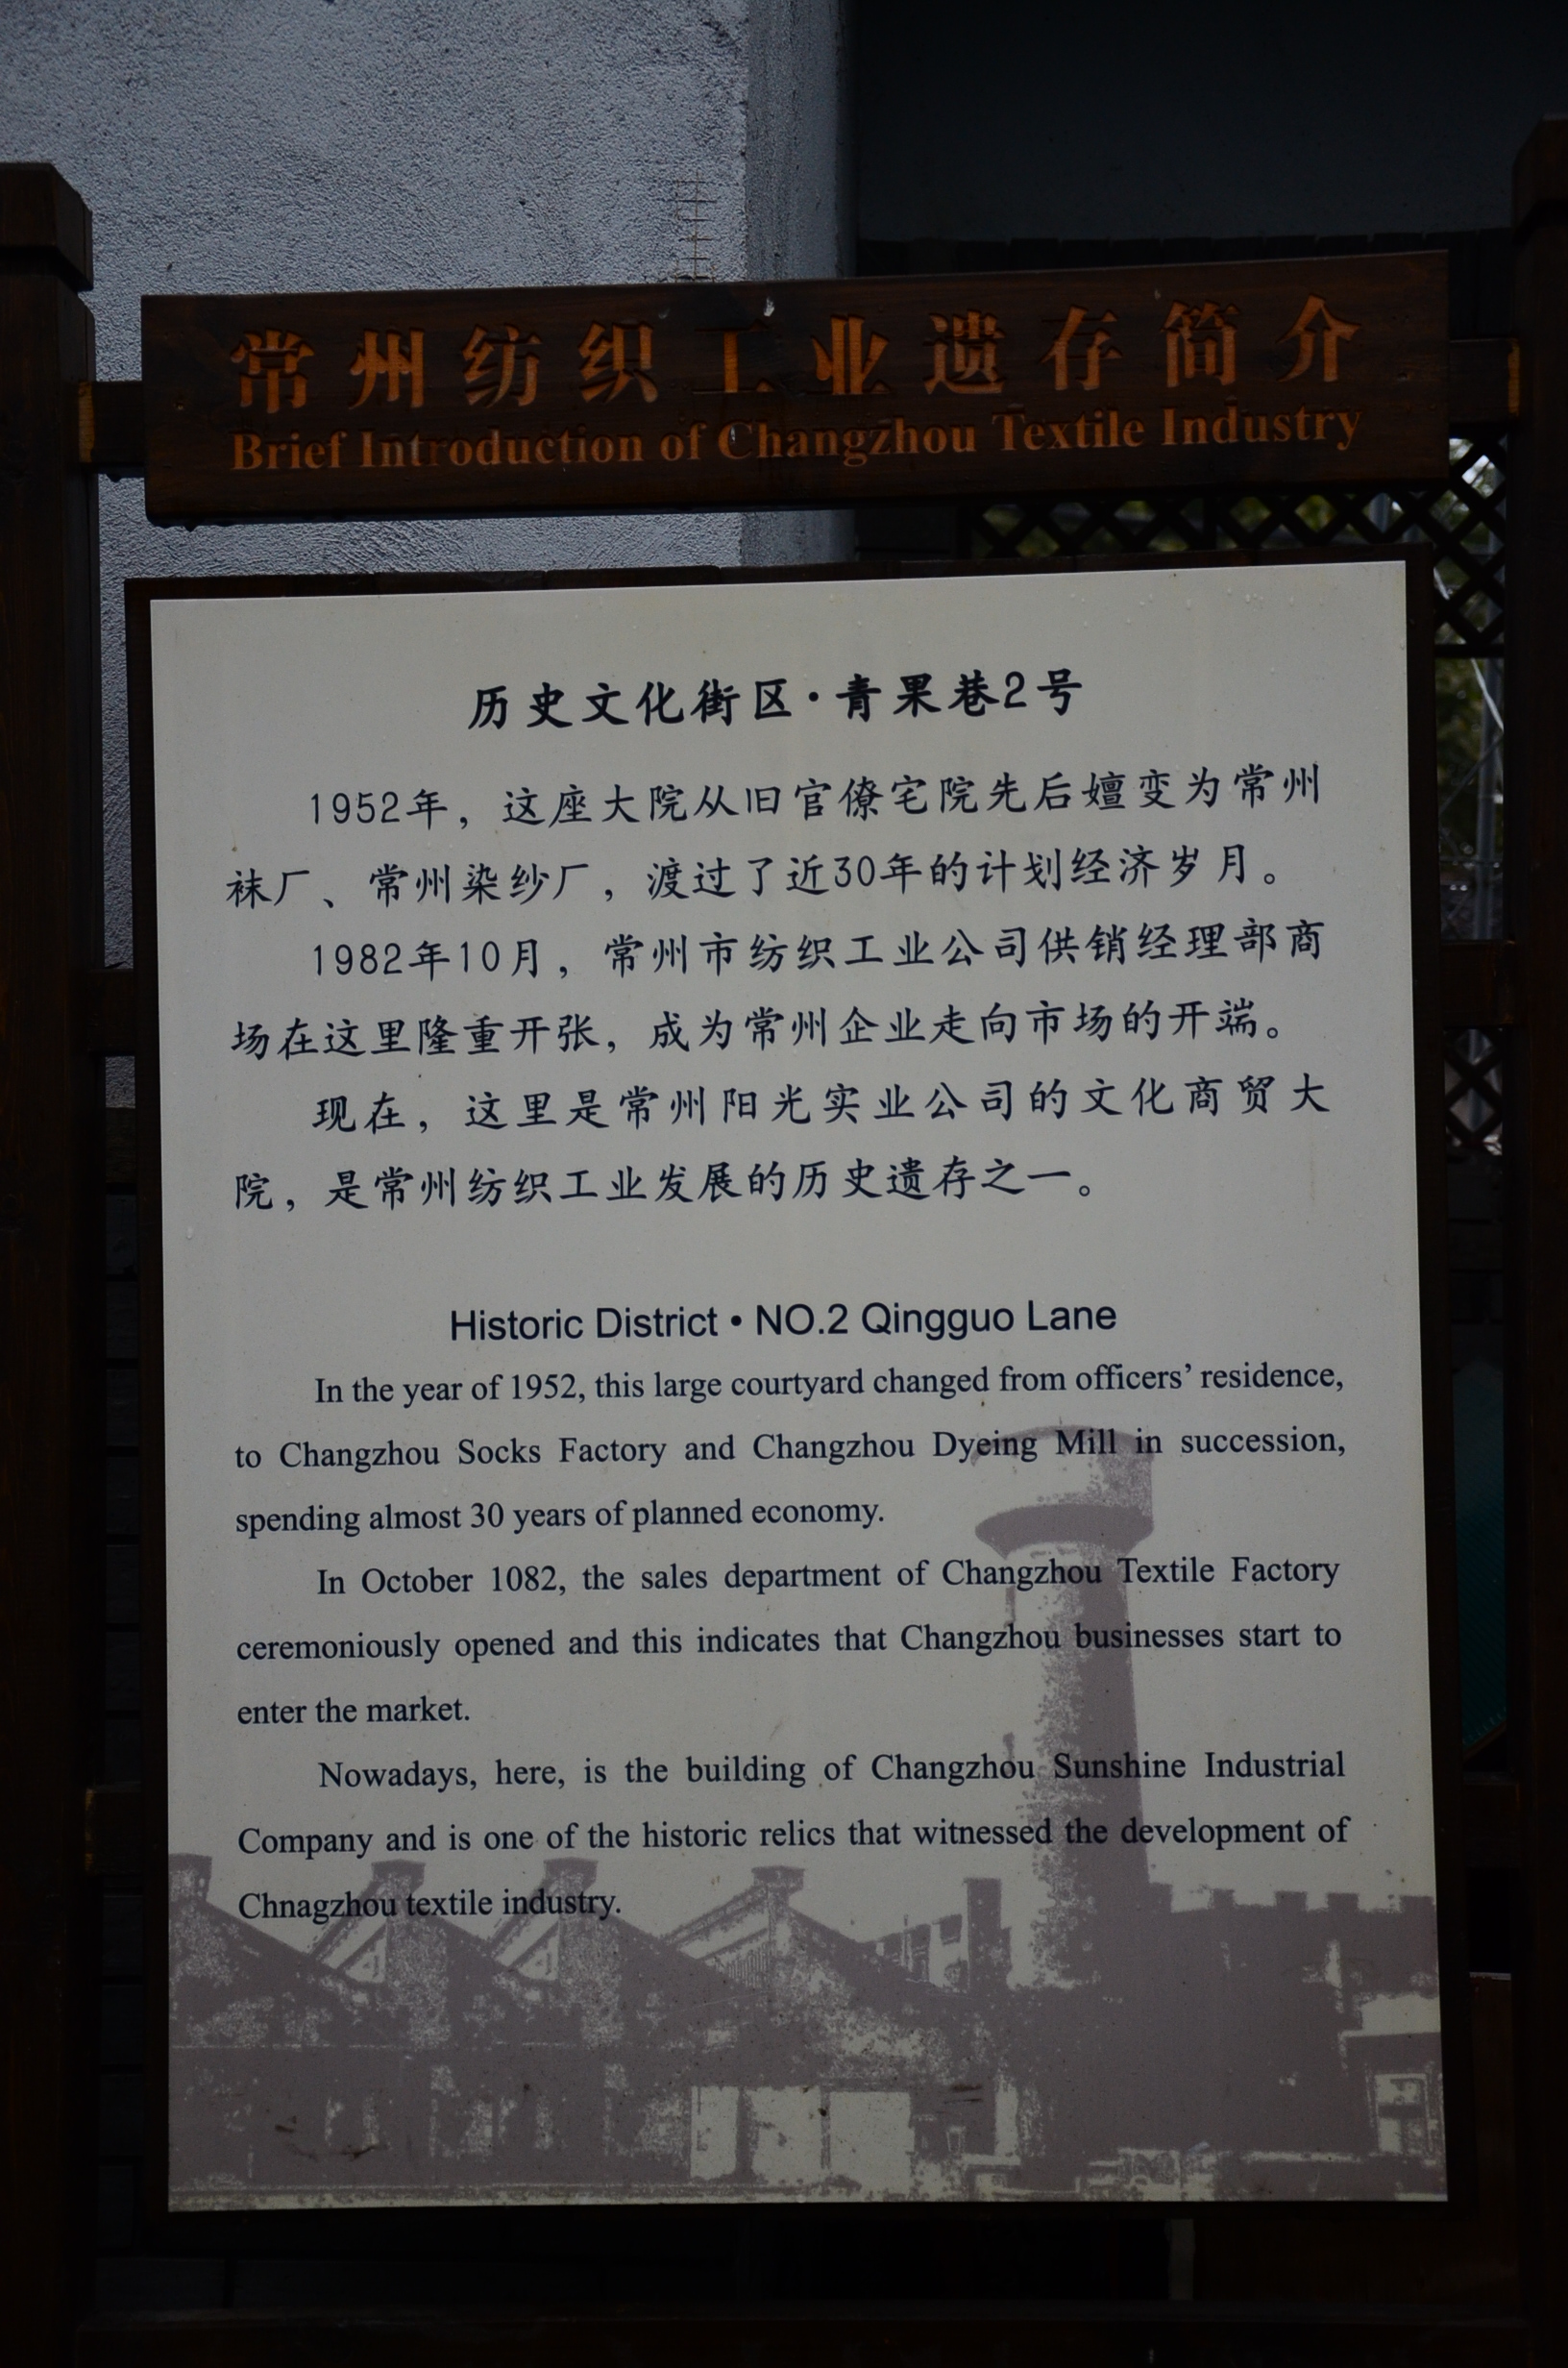 常州纺织工业遗存简介
Brief Introduction of Changzhou Textile Industry
历史文化街区·青果巷2号
1952年，这座大院从旧官僚宅院先后嬗变为常州
袜厂、常州染纱厂，渡过了近30年的计划经济岁月。
1982年10月，常州市纺织工业公司供销经理部商
场在这里隆重开张，成为常州企业走向市场的开端。
现在，这里是常州阳光实业公司的文化商贸大
院，是常州纺织工业发展的历史遗存之一。
Historic District • NO.2 Qingguo Lane
In the year of 1952, this large courtyard changed from officers’ residence,
to Changzhou Socks Factory and Changzhou Dyeing Mill in succession,
spending almost 30 years of planned economy.
In October 1082, the sales department of Changzhou Textile Factory
ceremoniously opened and this indicates that Changzhou businesses start to
enter the market.
Nowadays, here, is the building of Changzhou Sunshine Industrial
Company and is one of the historic relics that witnessed the development of
Chnagzhou textile industry.